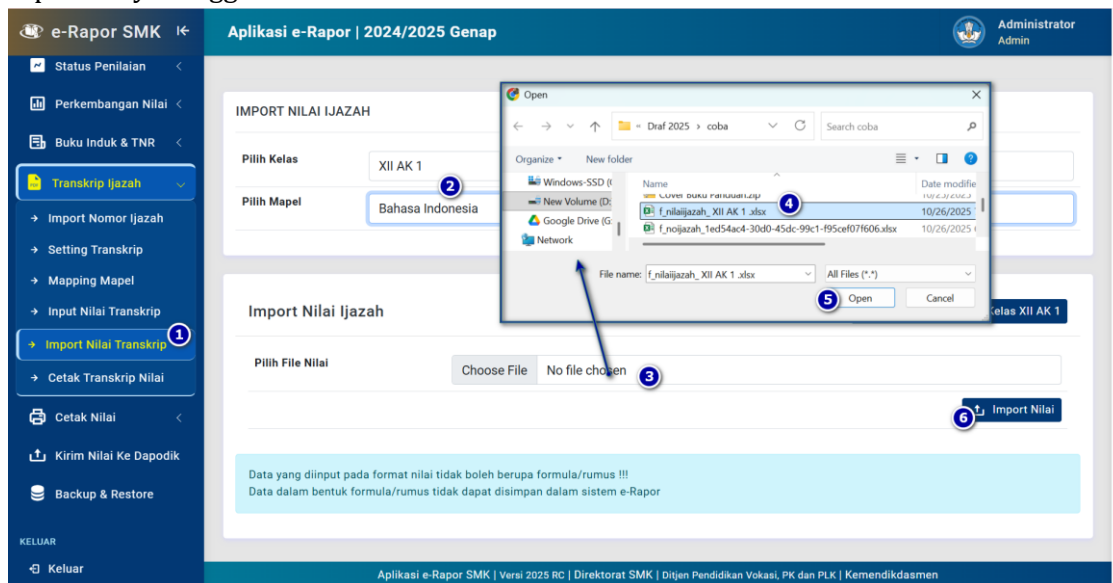 e-Rapor SMK
Aplikasi e-Rapor | 2024/2025 Genap
Administrator
Admin
Status Penilaian
Perkembangan Nilai
Buku Induk & TNR
Transkrip Ijazah
Import Nomor Ijazah
Setting Transkrip
Mapping Mapel
Input Nilai Transkrip
Import Nilai Transkrip
1
Cetak Transkrip Nilai
Cetak Nilai
Kirim Nilai Ke Dapodik
Backup & Restore
KELUAR
Keluar
IMPORT NILAI IJAZAH
Pilih Kelas
XII AK 1
2
Pilih Mapel
Bahasa Indonesia
Open
« Draf 2025 › coba
Search coba
Organize
New folder
Windows-SSD (
New Volume (D:
Google Drive (G:
Network
Name
Date modifie
Cover Buku Panduan.zip
10/25/2025
f_nilaiijazah_ XII AK 1 .xlsx
4
10/26/2025
f_noijazah_1ed54ac4-30d0-45dc-99c1-f95cef07f606.xlsx
10/26/2025
File name:
f_nilaiijazah_ XII AK 1 .xlsx
All Files (*.*)
5
Open
Cancel
Import Nilai Ijazah
Kelas XII AK 1
Pilih File Nilai
Choose File
No file chosen
3
6
Import Nilai
Data yang diinput pada format nilai tidak boleh berupa formula/rumus !!!
Data dalam bentuk formula/rumus tidak dapat disimpan dalam sistem e-Rapor
Aplikasi e-Rapor SMK | Versi 2025 RC | Direktorat SMK | Ditjen Pendidikan Vokasi, PK dan PLK | Kemendikdasmen